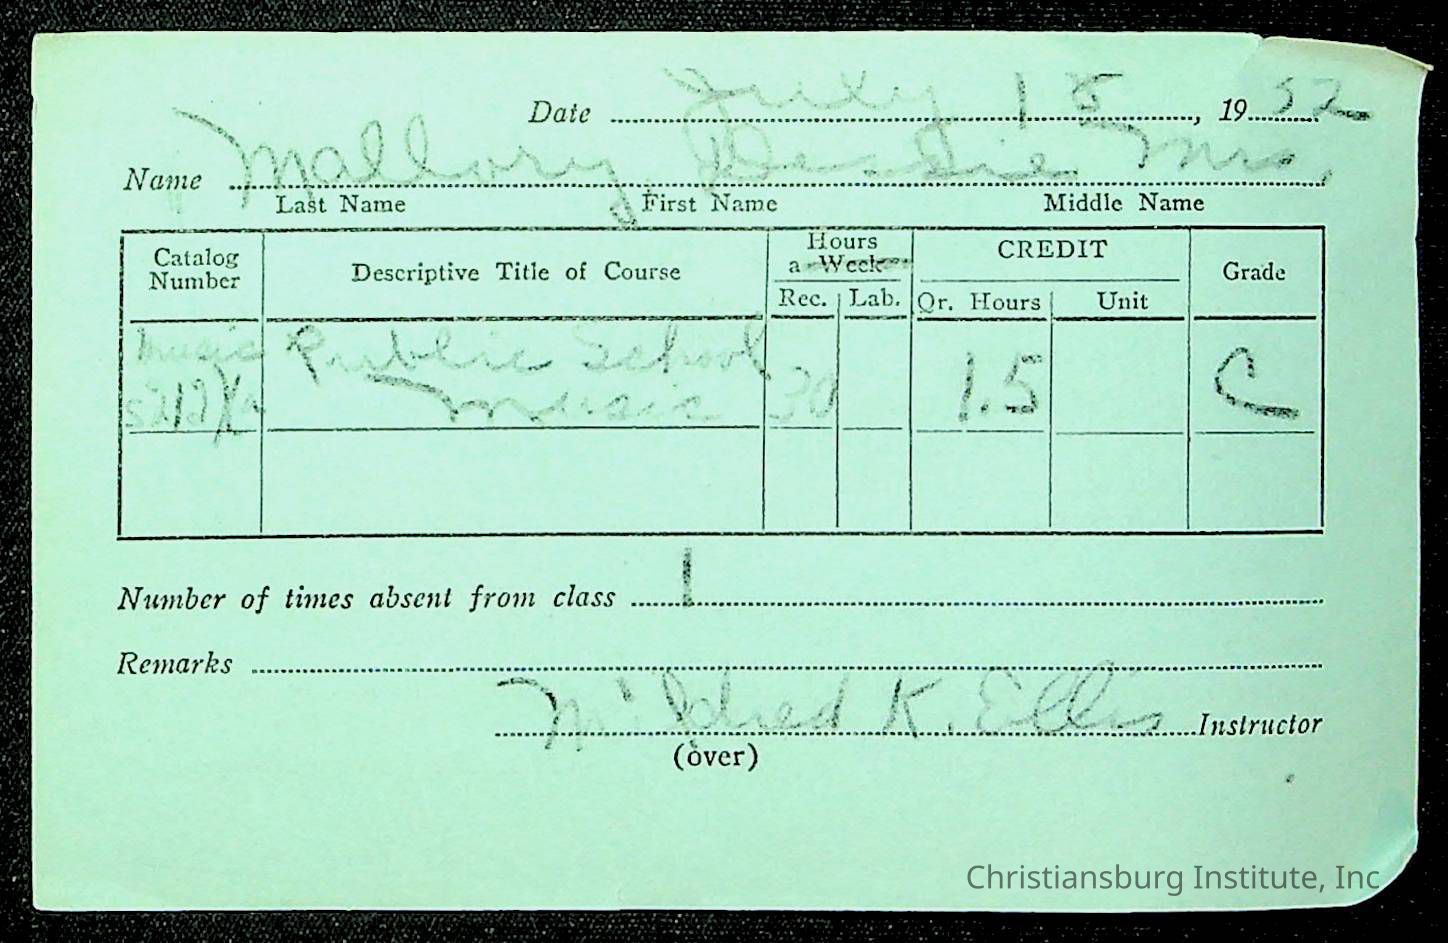 Date July 15, 1952
Name Mallory, Bessie Mrs.
Last Name First Name Middle Name
Catalog Number Descriptive Title of Course Hours a Week CREDIT Grade
Rec. Lab. Qr. Hours Unit
Music Public School
Music 30 1.5 C
Number of times absent from class 1
Remarks
Mildred K. Ellis Instructor
(over)
Christiansburg Institute, Inc